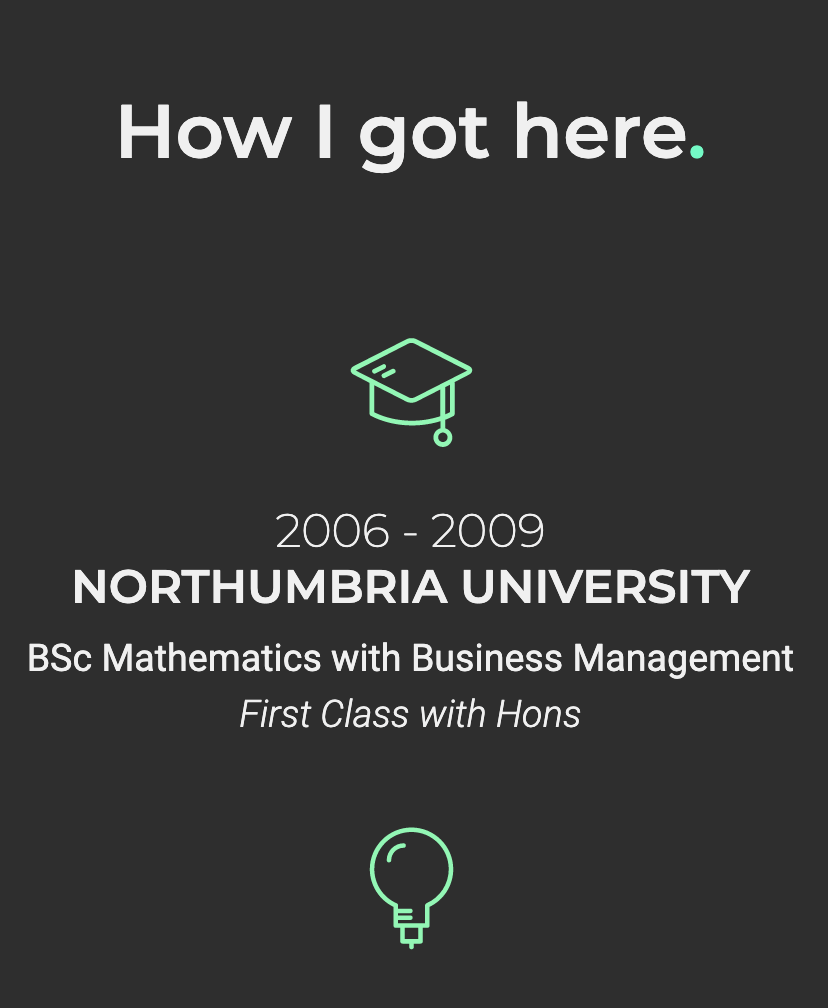 How I got here.
2006 - 2009
NORTHUMBRIA UNIVERSITY
BSc Mathematics with Business Management
First Class with Hons